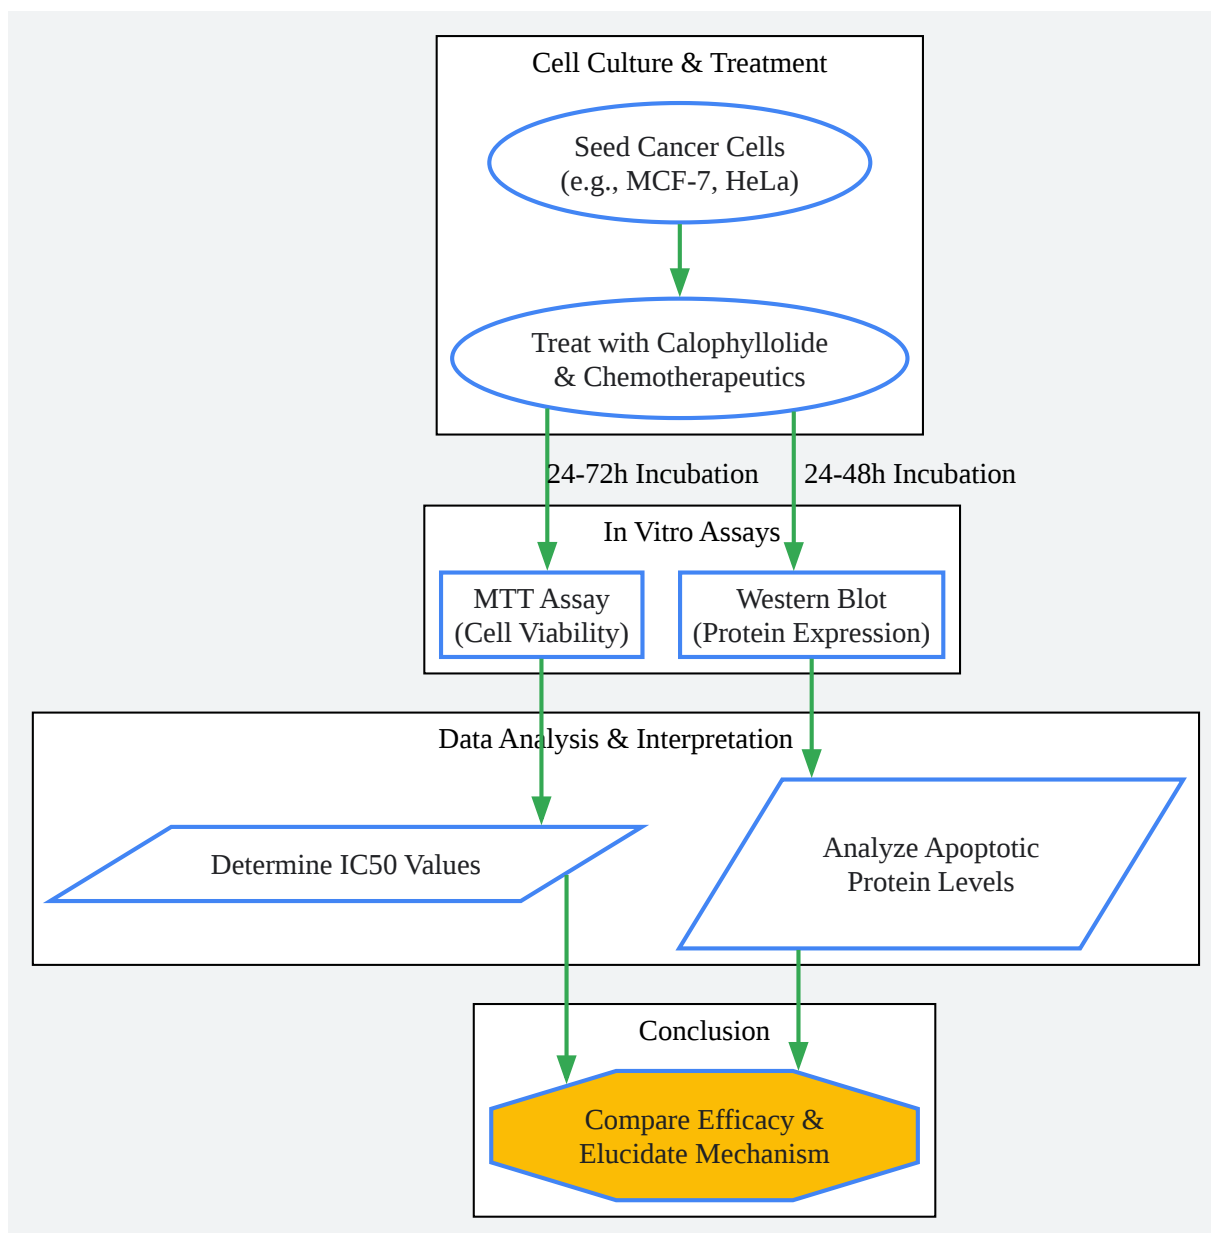 Cell Culture & Treatment
Seed Cancer Cells
(e.g., MCF-7, HeLa)
Treat with Calophyllolide
& Chemotherapeutics
24-72h Incubation
24-48h Incubation
In Vitro Assays
MTT Assay
(Cell Viability)
Western Blot
(Protein Expression)
Data Analysis & Interpretation
Determine IC50 Values
Analyze Apoptotic
Protein Levels
Conclusion
Compare Efficacy &
Elucidate Mechanism